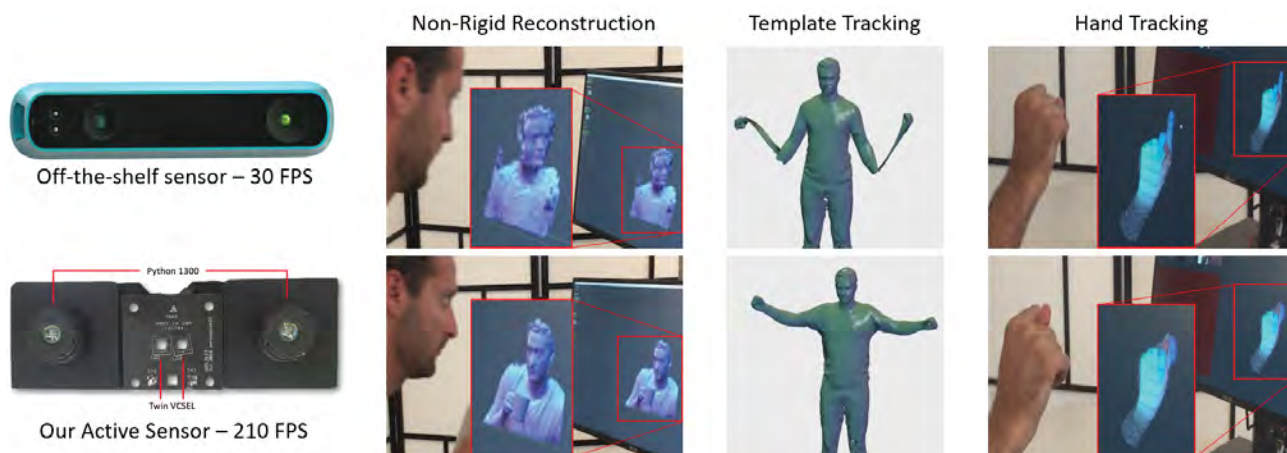 Non-Rigid Reconstruction
Template Tracking
Hand Tracking
Off-the-shelf sensor – 30 FPS
Python 1300
Twin VCSEL
Our Active Sensor – 210 FPS